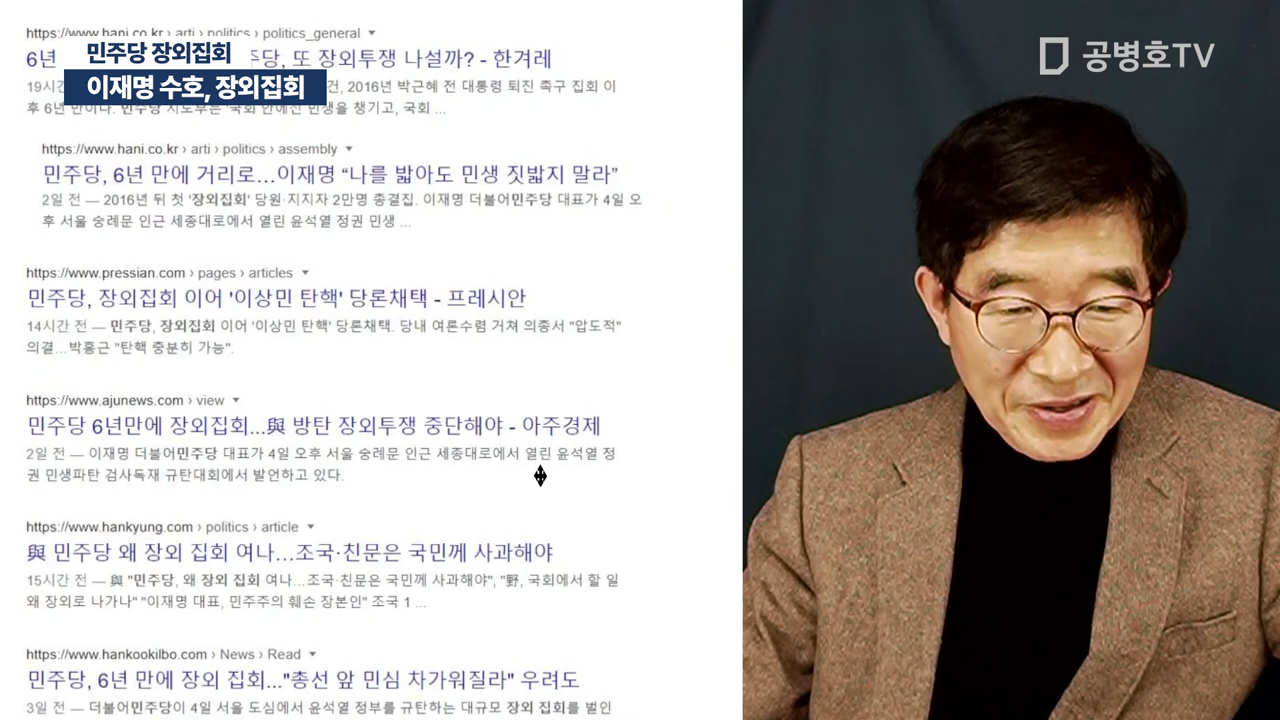 https://www.hani.co.kr › arti › politics › politics_general
민주당 장외집회
이재명 수호, 장외집회
공병호TV
6년 당, 또 장외투쟁 나설까? - 한겨레
19시간 건, 2016년 박근혜 전 대통령 퇴진 촉구 집회 이
후 6년 만이다. 민주당 지도부는 '국회 안에선 민생을 챙기고, 국회 ...
https://www.hani.co.kr › arti › politics › assembly
민주당, 6년 만에 거리로…이재명 “나를 밟아도 민생 짓밟지 말라”
2일 전 — 2016년 뒤 첫 '장외집회' 당원·지지자 2만명 총결집. 이재명 더불어민주당 대표가 4일 오
후 서울 숭례문 인근 세종대로에서 열린 윤석열 정권 민생 ...
https://www.pressian.com › pages › articles
민주당, 장외집회 이어 '이상민 탄핵' 당론채택 - 프레시안
14시간 전 — 민주당, 장외집회 이어 '이상민 탄핵' 당론채택. 당내 여론수렴 거쳐 의총서 "압도적"
의결...박홍근 "탄핵 충분히 가능".
https://www.ajunews.com › view
민주당 6년만에 장외집회...與 방탄 장외투쟁 중단해야 - 아주경제
2일 전 — 이재명 더불어민주당 대표가 4일 오후 서울 숭례문 인근 세종대로에서 열린 윤석열 정
권 민생파탄 검사독재 규탄대회에서 발언하고 있다.
https://www.hankyung.com › politics › article
與 민주당 왜 장외 집회 여나…조국·친문은 국민께 사과해야
15시간 전 — 與 "민주당, 왜 장외 집회 여나...조국·친문은 국민께 사과해야", "野, 국회에서 할 일
왜 장외로 나가나" "이재명 대표, 민주주의 훼손 장본인" 조국 1 ...
https://www.hankookilbo.com › News › Read
민주당, 6년 만에 장외 집회..."총선 앞 민심 차가워질라" 우려도
3일 전 — 더불어민주당이 4일 서울 도심에서 윤석열 정부를 규탄하는 대규모 장외 집회를 벌인